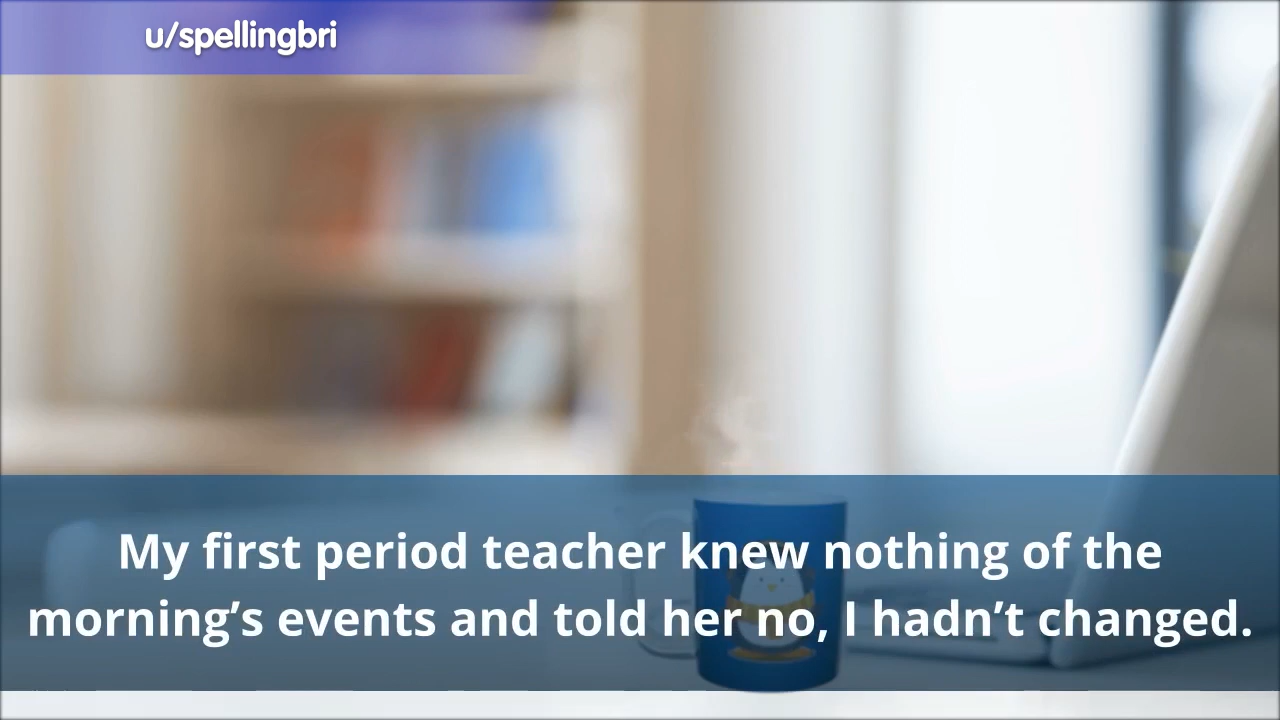 u/spellingbri
My first period teacher knew nothing of the
morning’s events and told her no, I hadn’t changed.